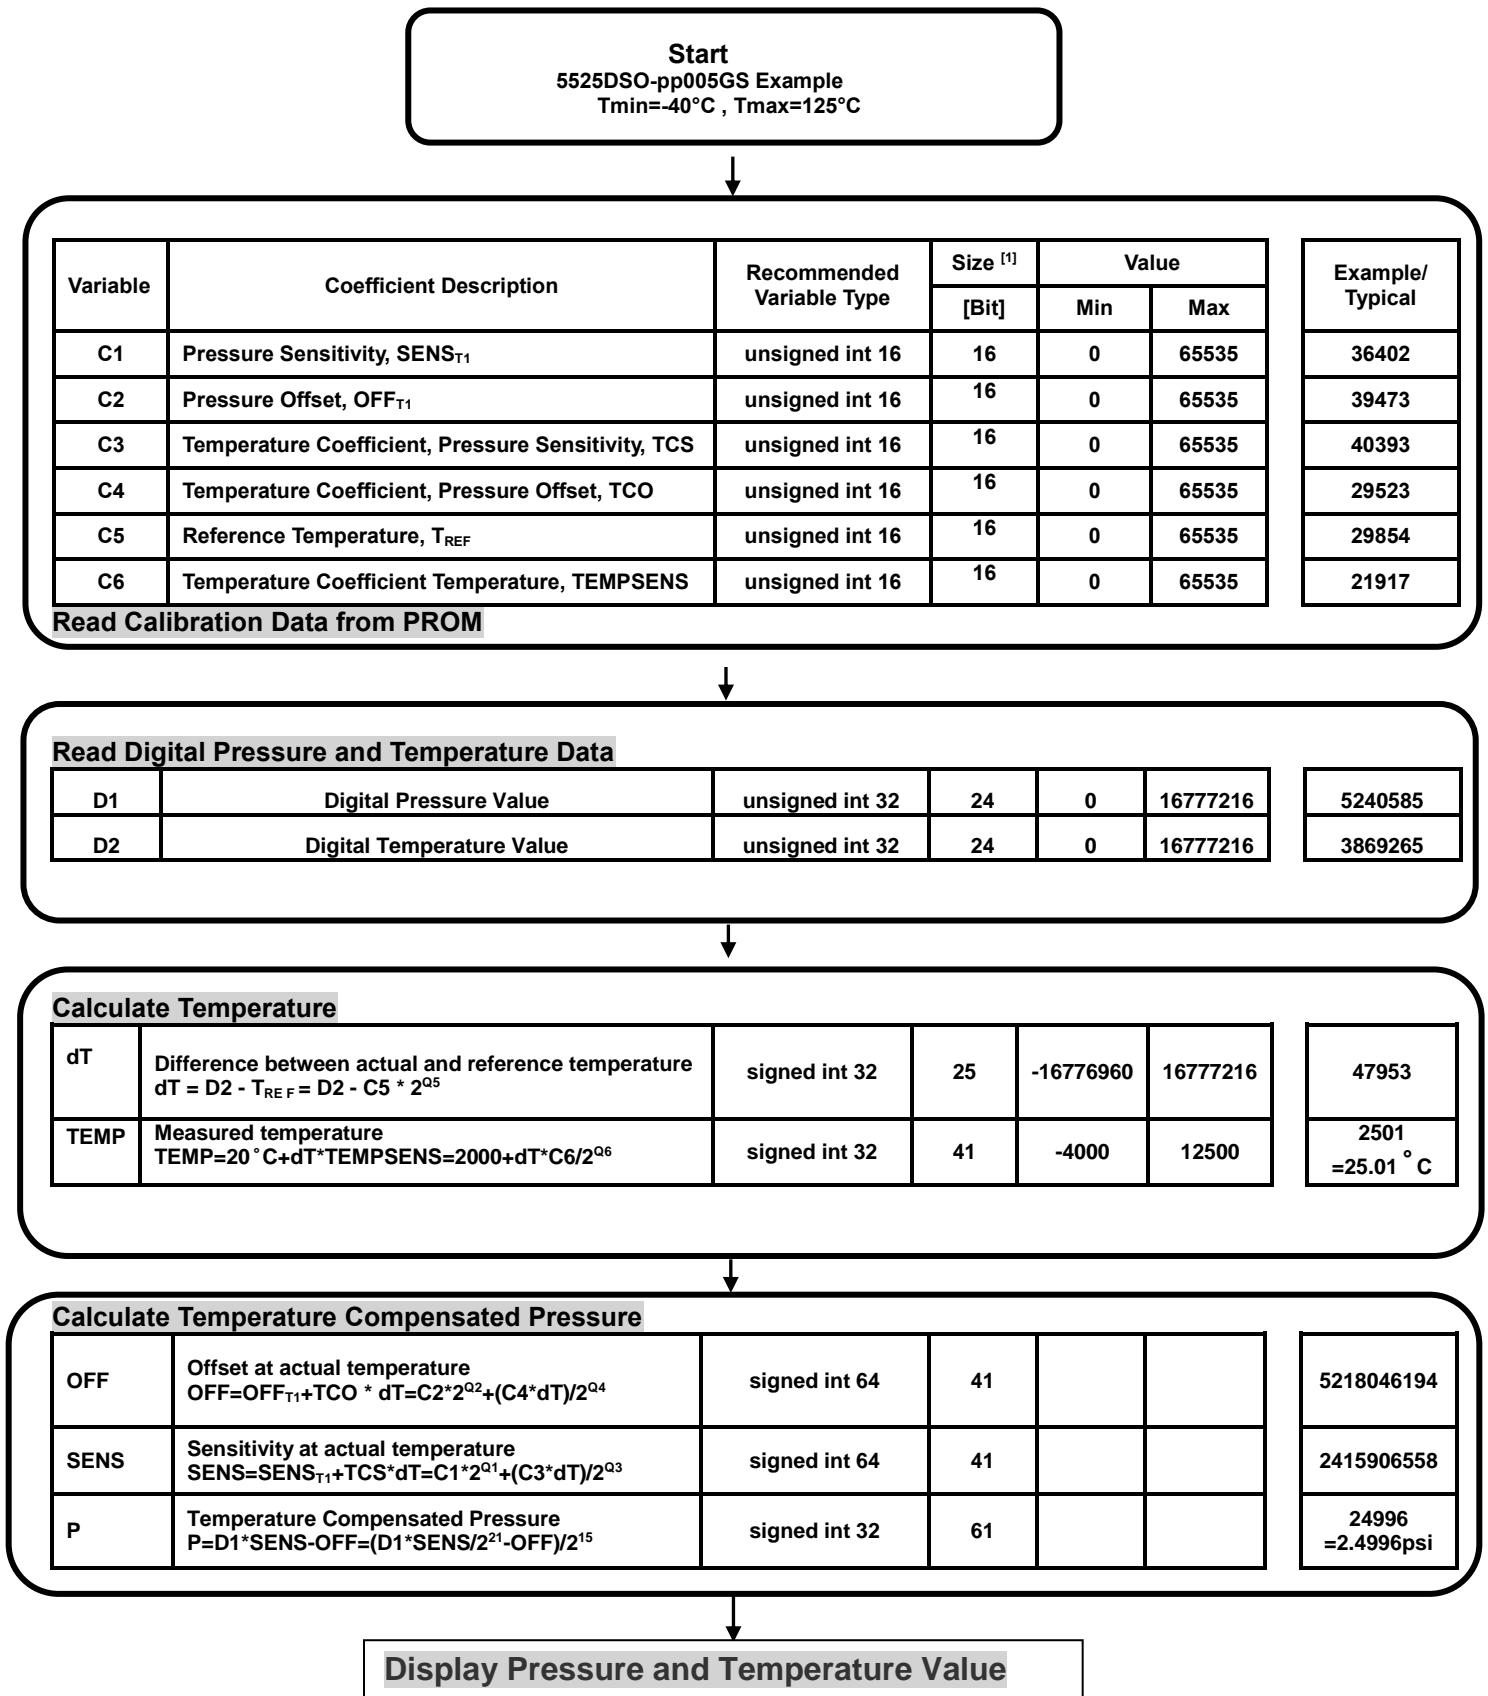 Start
5525DSO-pp005GS Example
Tmin=-40°C , Tmax=125°C
Variable
Coefficient Description
Recommended
Variable Type
Size [1]
[Bit]
Value
Min
Max
Example/
Typical
C1 Pressure Sensitivity, SENST1 unsigned int 16 16 0 65535 36402
C2 Pressure Offset, OFFT1 unsigned int 16 16 0 65535 39473
C3 Temperature Coefficient, Pressure Sensitivity, TCS unsigned int 16 16 0 65535 40393
C4 Temperature Coefficient, Pressure Offset, TCO unsigned int 16 16 0 65535 29523
C5 Reference Temperature, TREF unsigned int 16 16 0 65535 29854
C6 Temperature Coefficient Temperature, TEMPSENS unsigned int 16 16 0 65535 21917
Read Calibration Data from PROM
Read Digital Pressure and Temperature Data
D1 Digital Pressure Value unsigned int 32 24 0 16777216 5240585
D2 Digital Temperature Value unsigned int 32 24 0 16777216 3869265
Calculate Temperature
dT
Difference between actual and reference temperature
dT = D2 - TRE F = D2 - C5 * 2Q5
signed int 32 25 -16776960 16777216 47953
TEMP
Measured temperature
TEMP=20˚C+dT*TEMPSENS=2000+dT*C6/2Q6
signed int 32 41 -4000 12500
2501
=25.01 ˚ C
Calculate Temperature Compensated Pressure
OFF
Offset at actual temperature
OFF=OFFT1+TCO * dT=C2*2Q2+(C4*dT)/2Q4
signed int 64 41 5218046194
SENS
Sensitivity at actual temperature
SENS=SENST1+TCS*dT=C1*2Q1+(C3*dT)/2Q3
signed int 64 41 2415906558
P
Temperature Compensated Pressure
P=D1*SENS-OFF=(D1*SENS/221-OFF)/215
signed int 32 61
24996
=2.4996psi
Display Pressure and Temperature Value